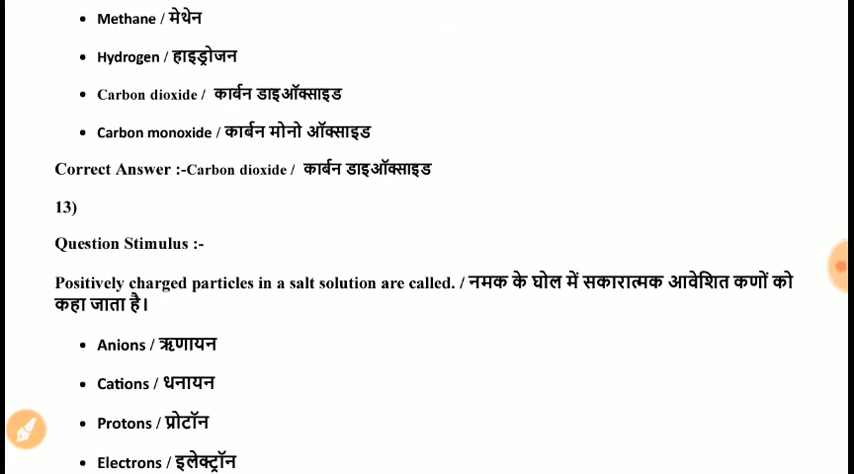 • Methane / मेथेन
• Hydrogen / हाइड्रोजन
• Carbon dioxide / कार्बन डाइऑक्साइड
• Carbon monoxide / कार्बन मोनो ऑक्साइड
Correct Answer :-Carbon dioxide / कार्बन डाइऑक्साइड
13)
Question Stimulus :-
Positively charged particles in a salt solution are called. / नमक के घोल में सकारात्मक आवेशित कणों को
कहा जाता है।
• Anions / ऋणायन
• Cations / धनायन
• Protons / प्रोटॉन
• Electrons / इलेक्ट्रॉन